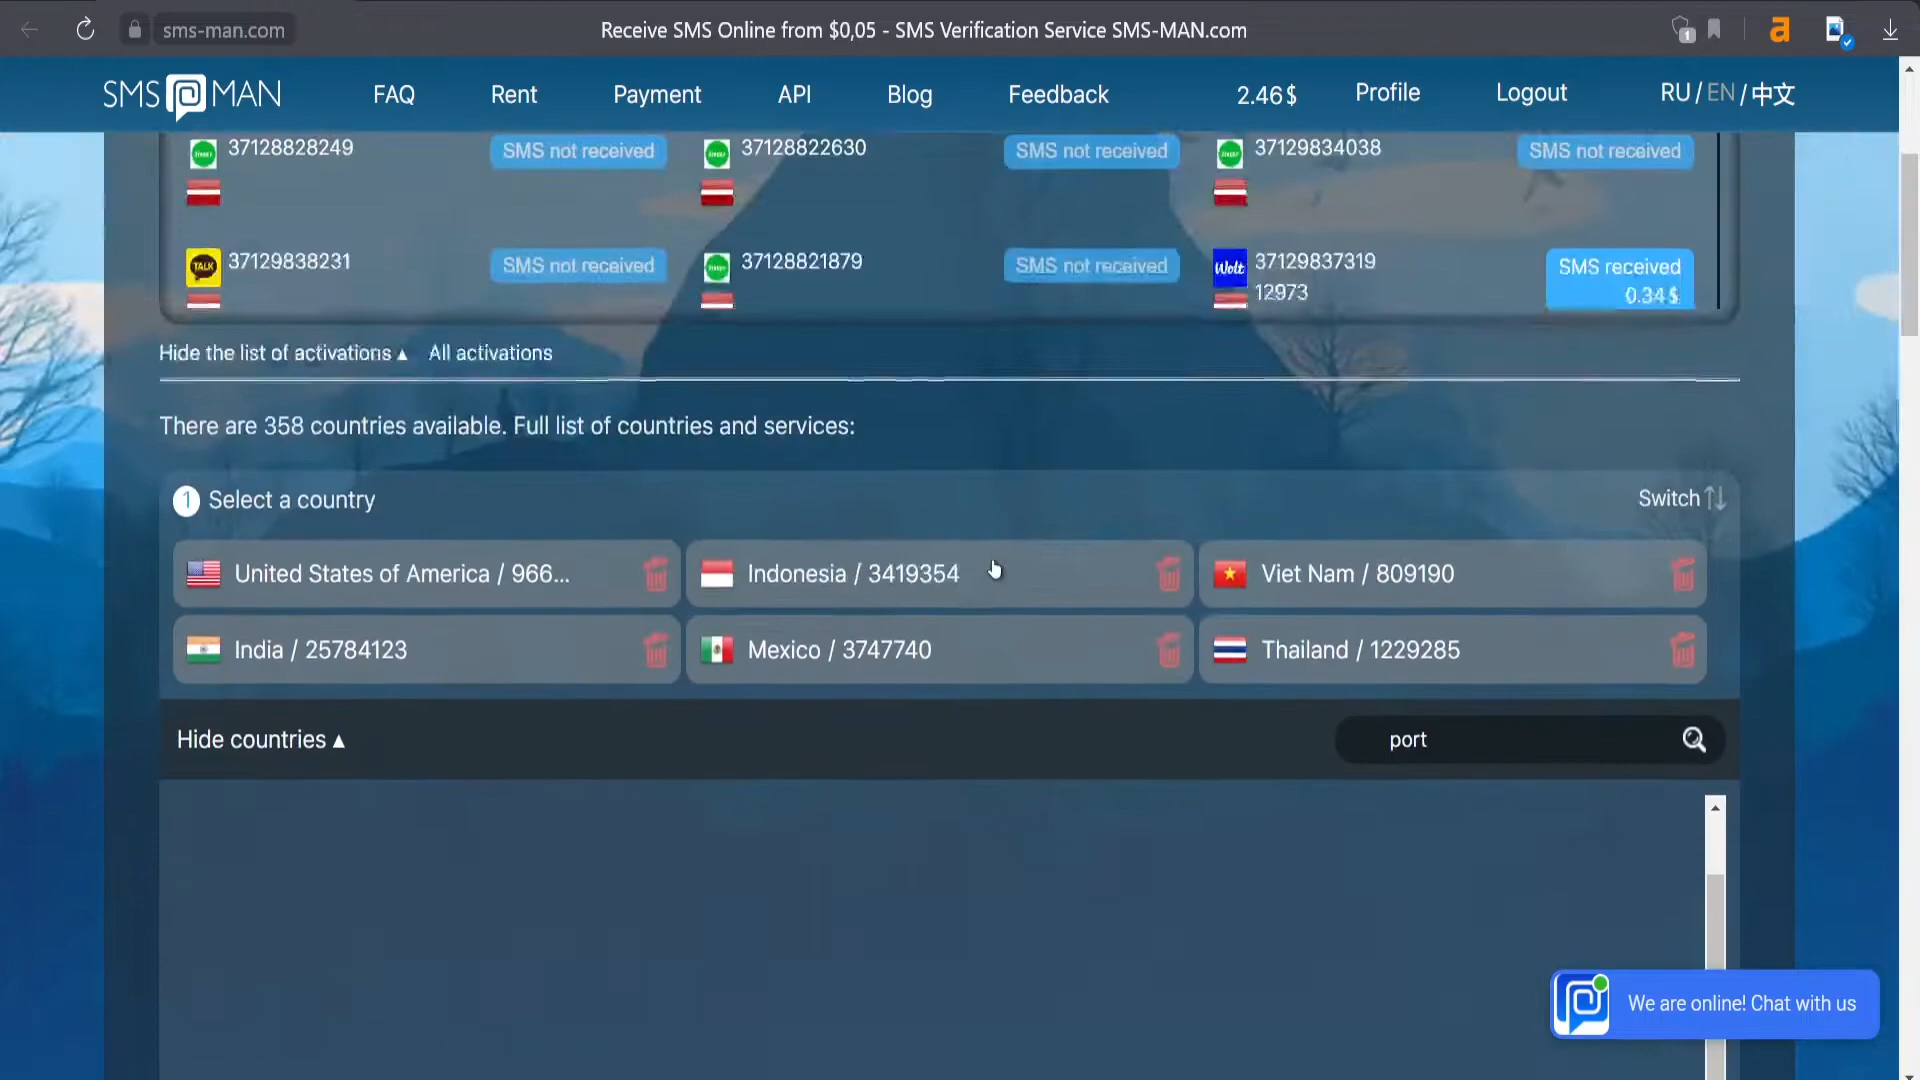 sms-man.com
Receive SMS Online from $0,05 - SMS Verification Service SMS-MAN.com
1
SMS MAN
FAQ
Rent
Payment
API
Blog
Feedback
2.46$
Profile
Logout
RU / EN / 中文
37128828249
SMS not received
37128822630
SMS not received
37129834038
SMS not received
TALK
37129838231
SMS not received
37128821879
SMS not received
Wolt
37129837319
12973
SMS received
0.34$
Hide the list of activations ▴
All activations
There are 358 countries available. Full list of countries and services:
1 Select a country
Switch
United States of America / 966...
Indonesia / 3419354
Viet Nam / 809190
India / 25784123
Mexico / 3747740
Thailand / 1229285
Hide countries ▴
port
We are online! Chat with us